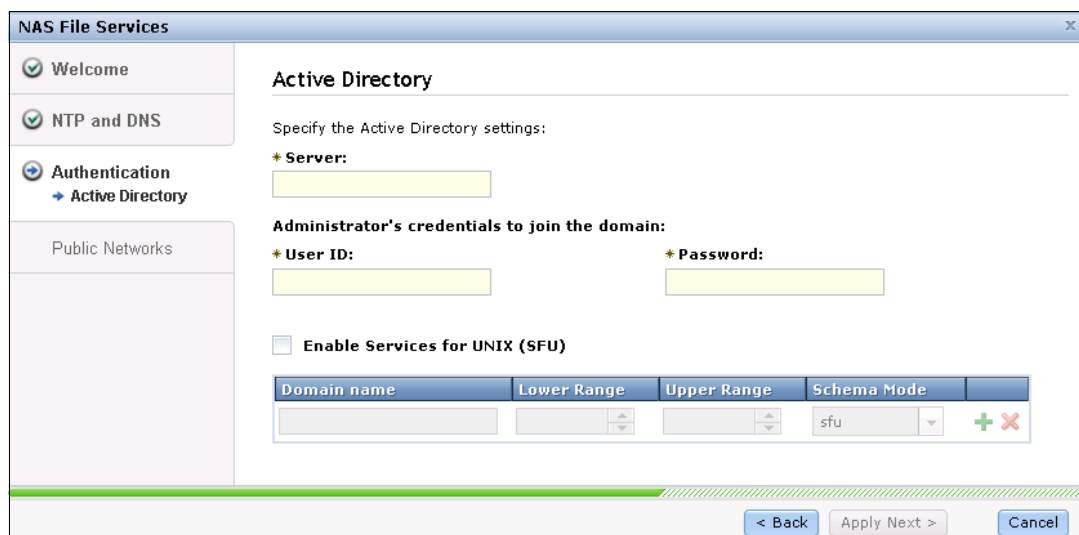 NAS File Services
x
Welcome
NTP and DNS
Authentication
Active Directory
Public Networks
Active Directory
Specify the Active Directory settings:
* Server:
Administrator's credentials to join the domain:
* User ID: * Password:
Enable Services for UNIX (SFU)
Domain name Lower Range Upper Range Schema Mode
sfu
< Back Apply Next > Cancel